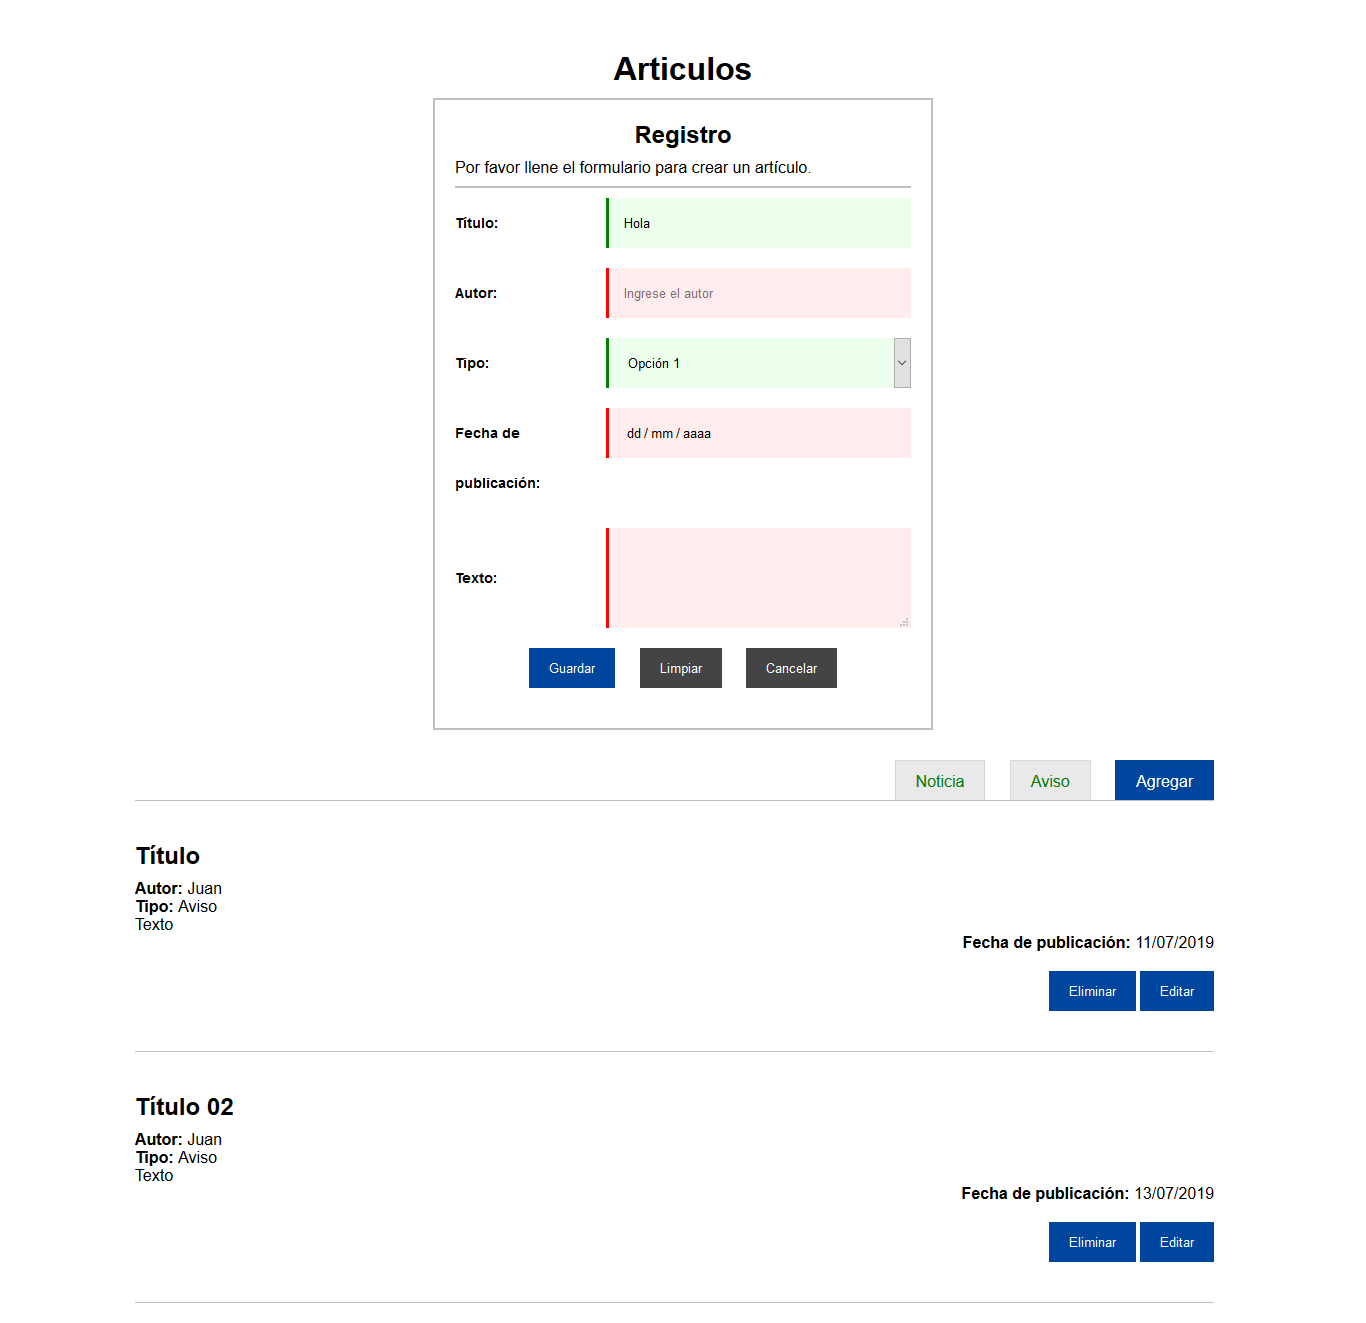 Articulos
Registro
Por favor llene el formulario para crear un artículo.
Título:
Hola
Autor:
Ingrese el autor
Tipo:
Opción 1
Fecha de
dd / mm / aaaa
publicación:
Texto:
Guardar Limpiar Cancelar
Noticia Aviso Agregar
Título
Autor: Juan
Tipo: Aviso
Texto
Fecha de publicación: 11/07/2019
Eliminar Editar
Título 02
Autor: Juan
Tipo: Aviso
Texto
Fecha de publicación: 13/07/2019
Eliminar Editar